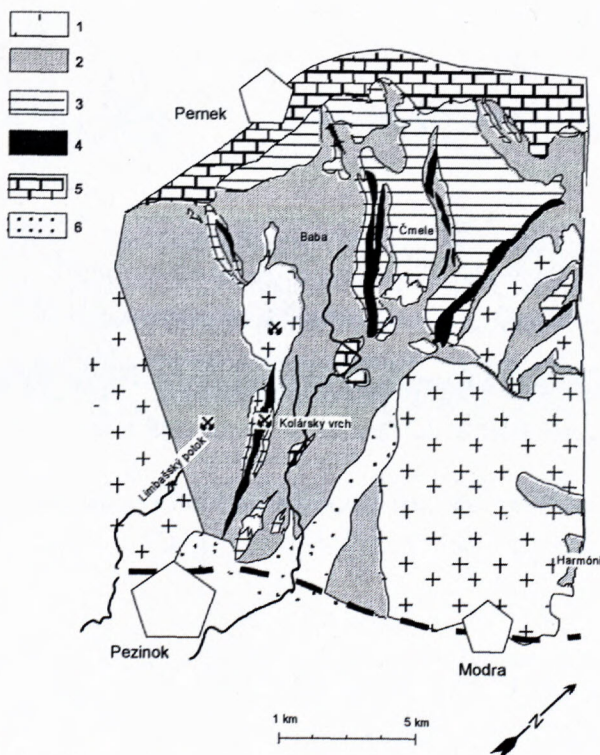 1
2
3
4
5
6
Pernek
Baba
Čmele
Kolársky vrch
Limbašský potok
Harmóni
Pezinok
Modra
1 km
5 km
N